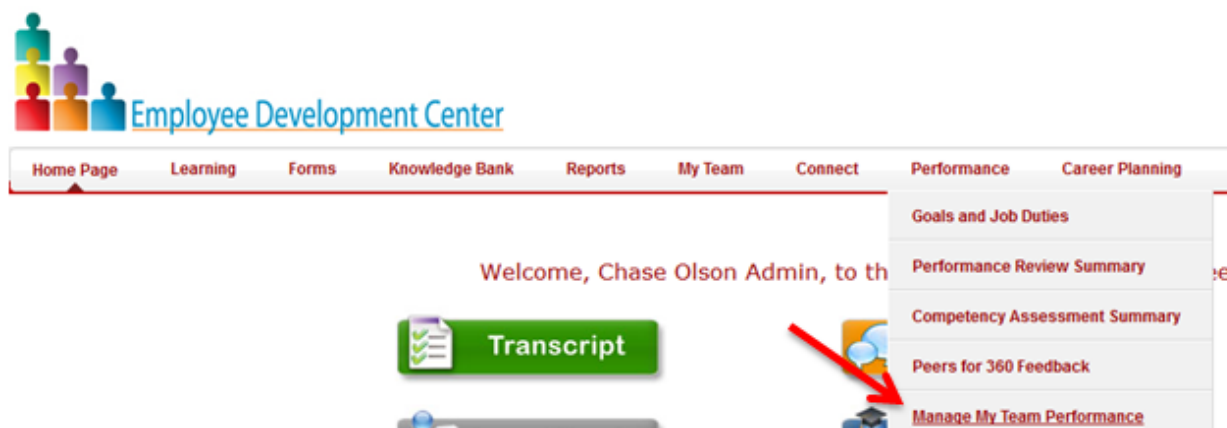 Employee Development Center
Home Page Learning Forms Knowledge Bank Reports My Team Connect Performance Career Planning
Goals and Job Duties
Welcome, Chase Olson Admin, to th
Performance Review Summary
Competency Assessment Summary
Transcript
Peers for 360 Feedback
Manage My Team Performance